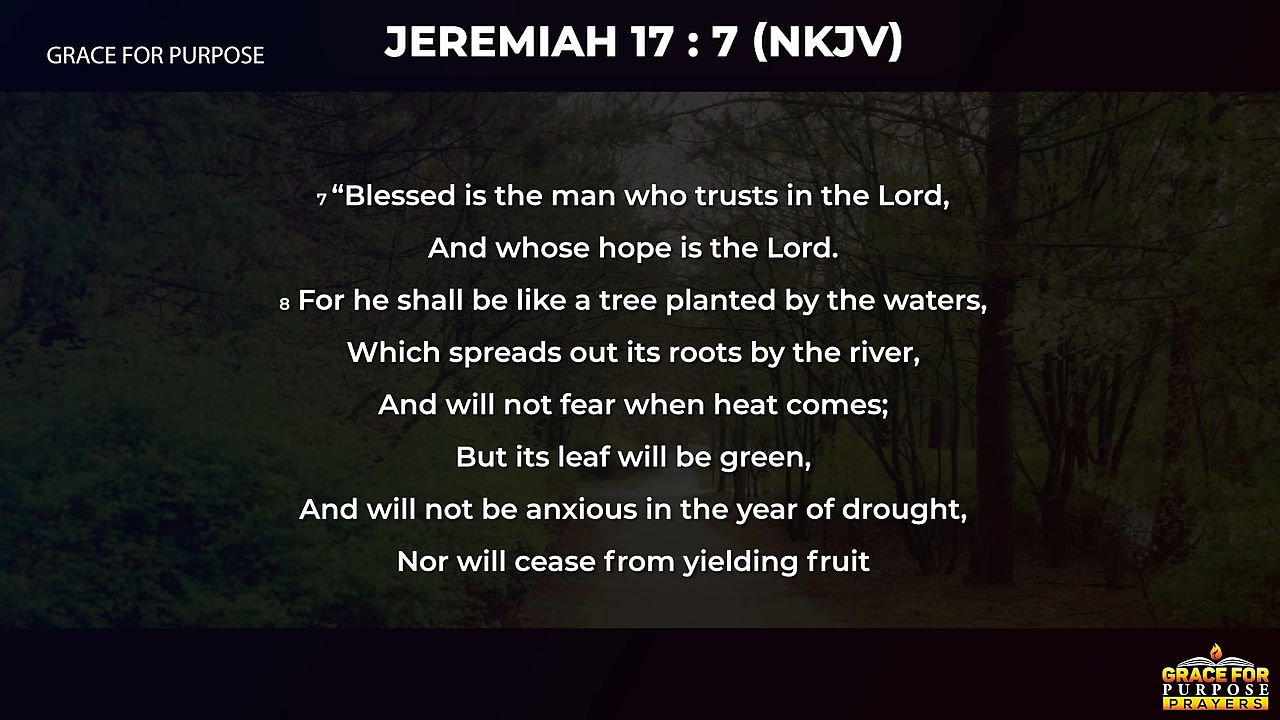 GRACE FOR PURPOSE
JEREMIAH 17 : 7 (NKJV)
7 “Blessed is the man who trusts in the Lord,
And whose hope is the Lord.
8 For he shall be like a tree planted by the waters,
Which spreads out its roots by the river,
And will not fear when heat comes;
But its leaf will be green,
And will not be anxious in the year of drought,
Nor will cease from yielding fruit
GRACE FOR
PURPOSE
PRAYERS